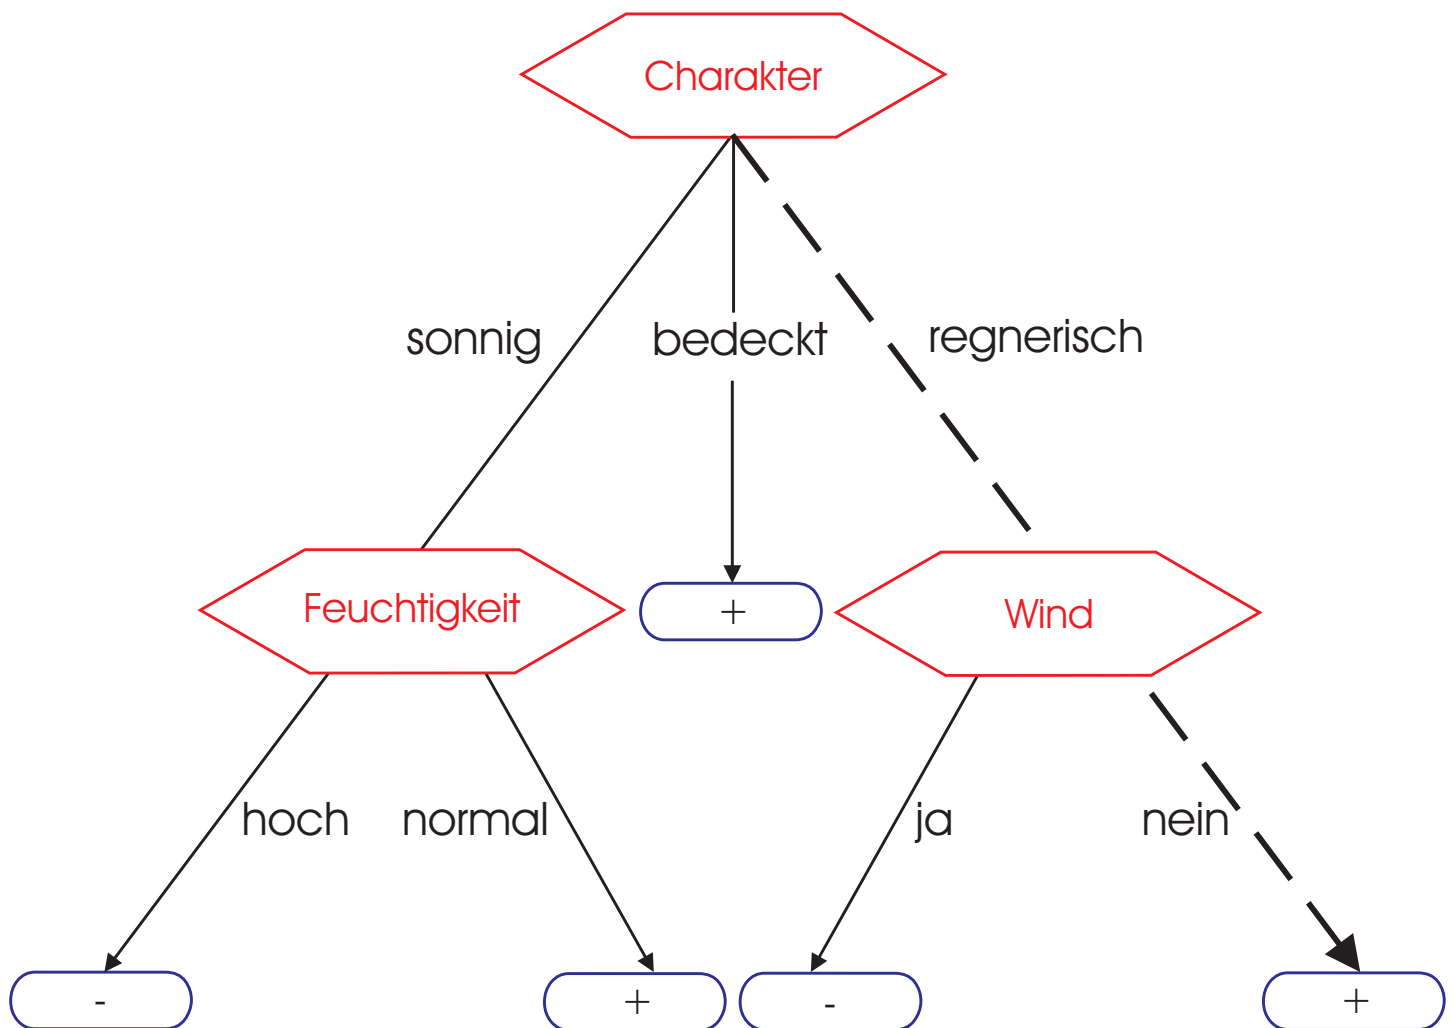 Charakter
sonnig
bedeckt
regnerisch
Feuchtigkeit
+
Wind
hoch
normal
ja
nein
-
+
-
+